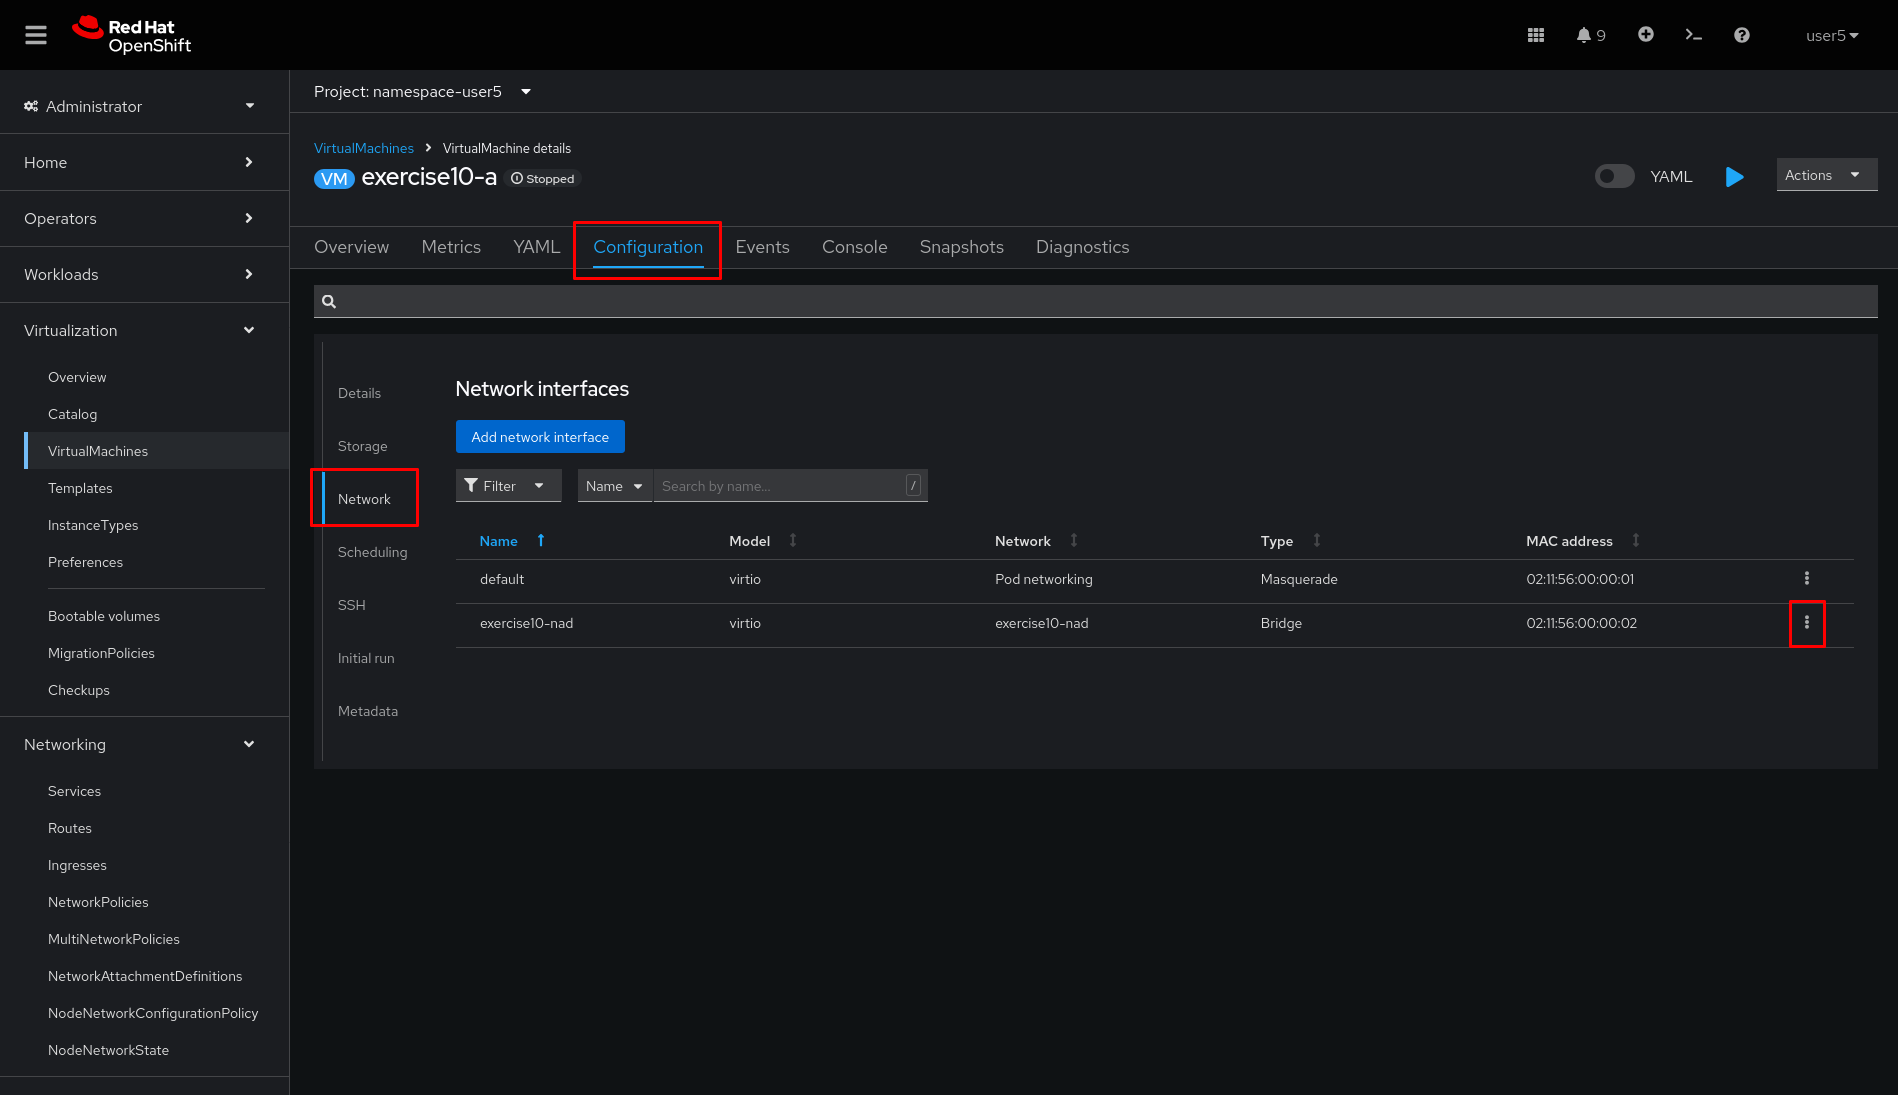 Red Hat
OpenShift
9
user5
Administrator
Home
Operators
Workloads
Virtualization
Overview
Catalog
VirtualMachines
Templates
InstanceTypes
Preferences
Bootable volumes
MigrationPolicies
Checkups
Networking
Services
Routes
Ingresses
NetworkPolicies
MultiNetworkPolicies
NetworkAttachmentDefinitions
NodeNetworkConfigurationPolicy
NodeNetworkState
Project: namespace-user5
VirtualMachines VirtualMachine details
VM exercise10-a Stopped
YAML
Actions
Overview Metrics YAML Configuration Events Console Snapshots Diagnostics
Details
Storage
Network
Scheduling
SSH
Initial run
Metadata
Network interfaces
Add network interface
Filter Name Search by name... /
Name Model Network Type MAC address
default virtio Pod networking Masquerade 02:11:56:00:00:01
exercise10-nad virtio exercise10-nad Bridge 02:11:56:00:00:02